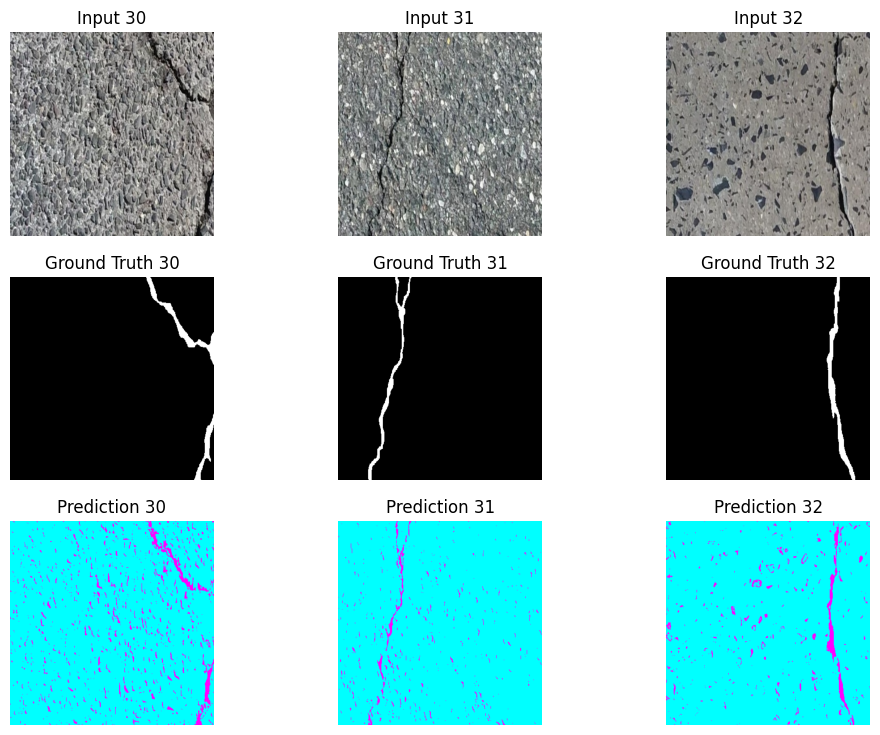 Input 30
Input 31
Input 32
Ground Truth 30
Ground Truth 31
Ground Truth 32
Prediction 30
Prediction 31
Prediction 32